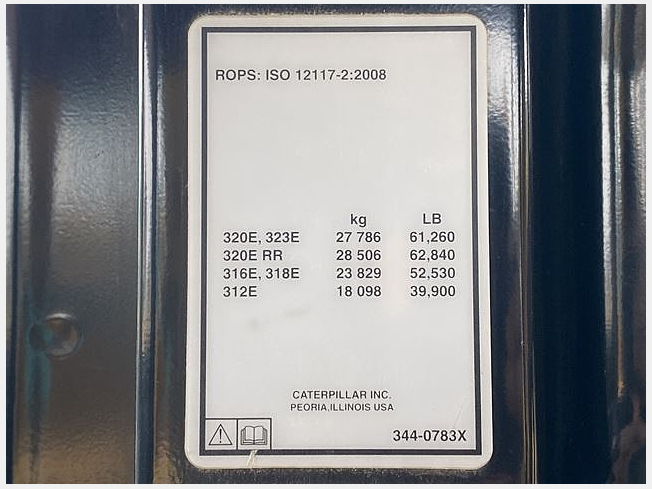 ROPS: ISO 12117-2:2008
kg LB
320E, 323E 27 786 61,260
320E RR 28 506 62,840
316E, 318E 23 829 52,530
312E 18 098 39,900
CATERPILLAR INC.
PEORIA,ILLINOIS USA
344-0783X